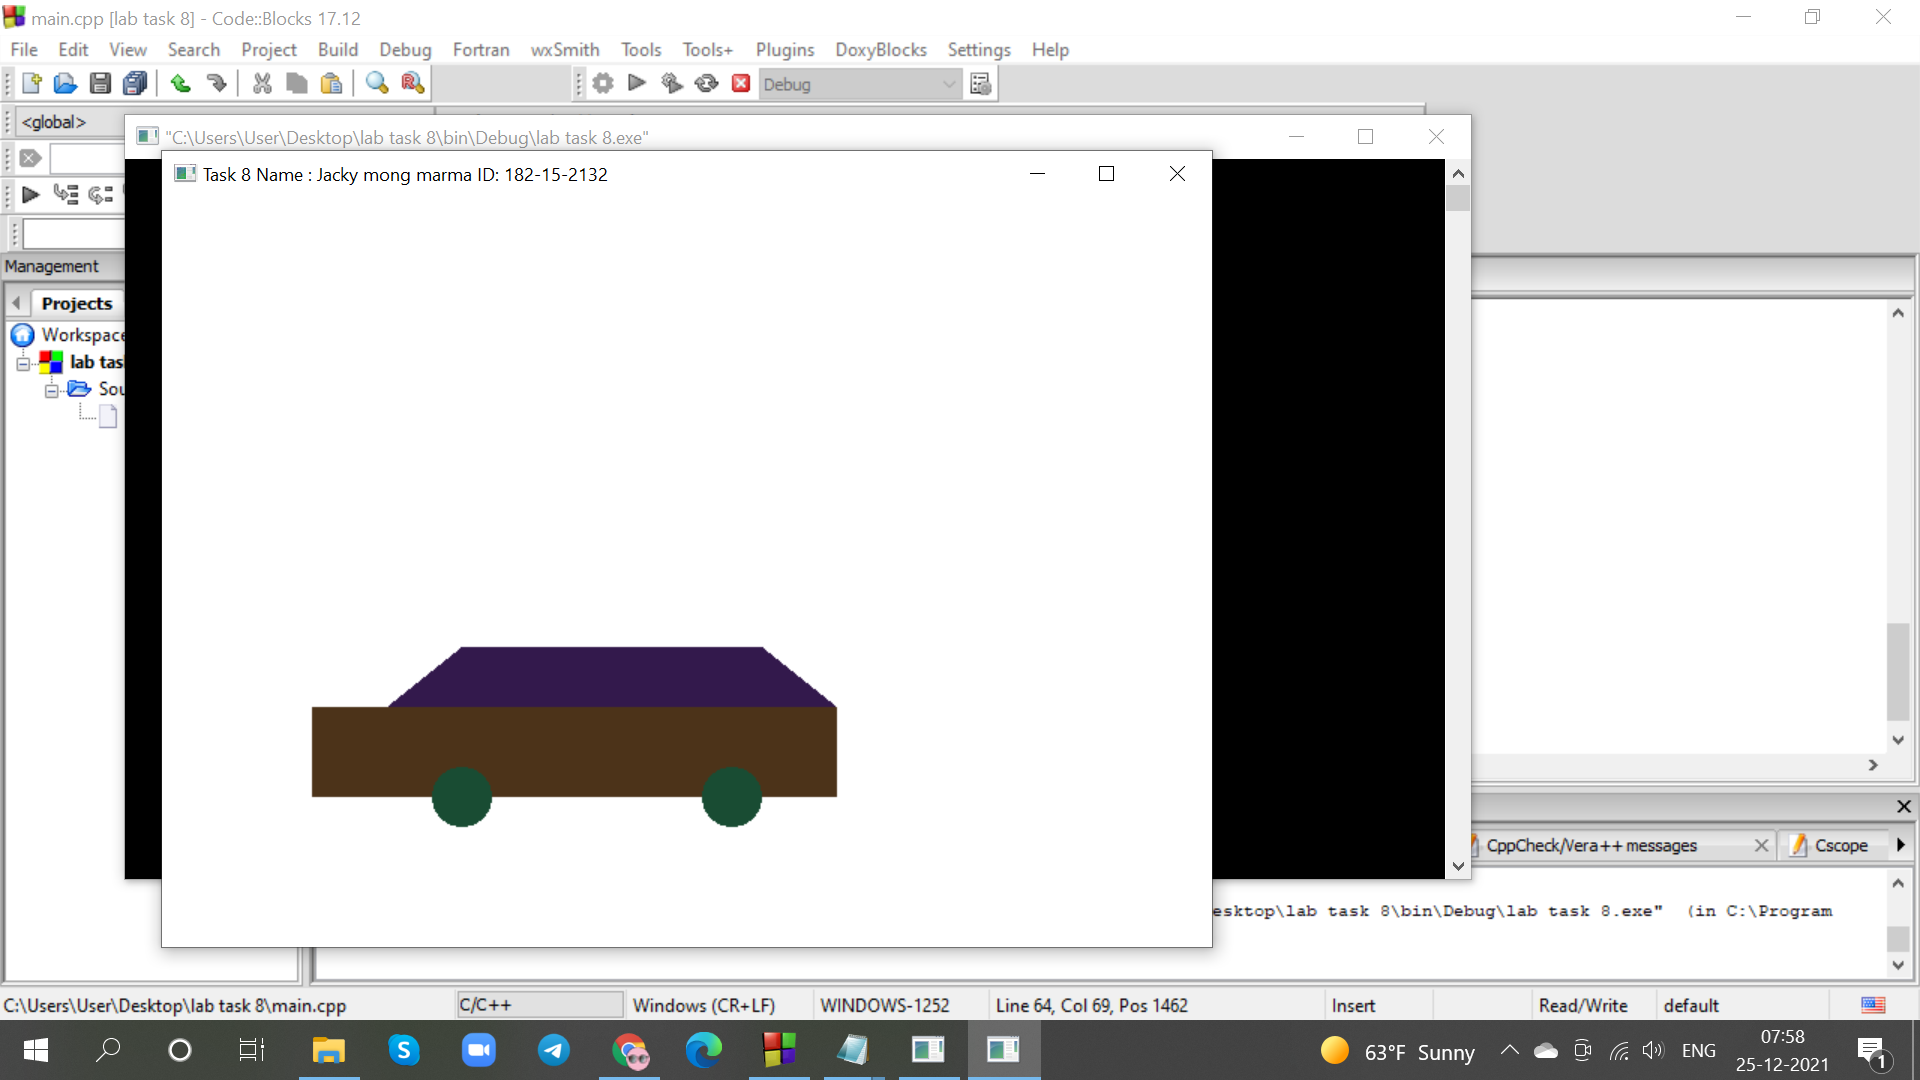 main.cpp [lab task 8] - Code::Blocks 17.12
File Edit View Search Project Build Debug Fortran wxSmith Tools Tools+ Plugins DoxyBlocks Settings Help
Debug
<global>
"C:\Users\User\Desktop\lab task 8\bin\Debug\lab task 8.exe"
Task 8 Name : Jacky mong marma ID: 182-15-2132
Management
Projects
Workspace
lab tas
Sou
CppCheck/Vera++ messages Cscope
esktop\lab task 8\bin\Debug\lab task 8.exe" (in C:\Program
C:\Users\User\Desktop\lab task 8\main.cpp C/C++ Windows (CR+LF) WINDOWS-1252 Line 64, Col 69, Pos 1462 Insert Read/Write default
63°F Sunny ENG 07:58
25-12-2021
1